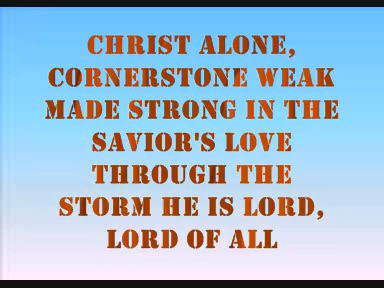 CHRIST ALONE,
CORNERSTONE WEAK
MADE STRONG IN THE
SAVIOR'S LOVE
THROUGH THE
STORM HE IS LORD,
LORD OF ALL